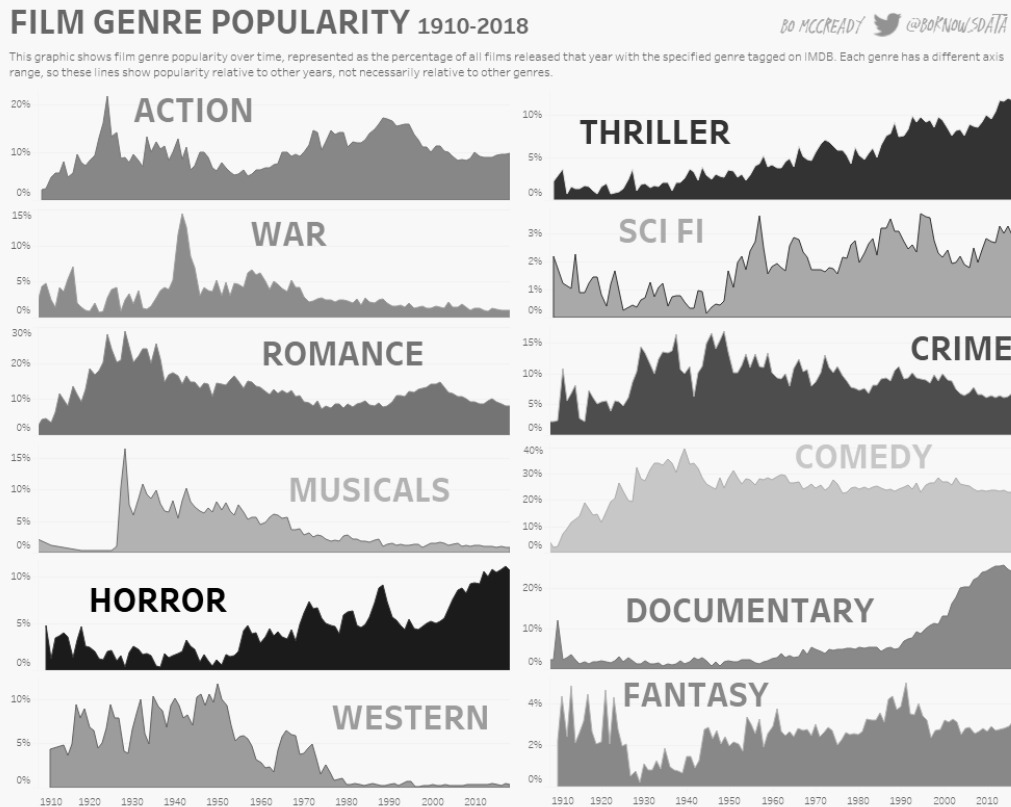 FILM GENRE POPULARITY 1910-2018
BO MCCREADY @BOKNOWSDATA
This graphic shows film genre popularity over time, represented as the percentage of all films released that year with the specified genre tagged on IMDB. Each genre has a different axis
range, so these lines show popularity relative to other years, not necessarily relative to other genres.
ACTION
20%
10%
0%
THRILLER
10%
5%
0%
WAR
15%
10%
5%
0%
SCI FI
3%
2%
1%
0%
ROMANCE
30%
20%
10%
0%
CRIME
15%
10%
5%
0%
MUSICALS
15%
10%
5%
0%
COMEDY
40%
30%
20%
10%
0%
HORROR
10%
5%
0%
DOCUMENTARY
20%
10%
0%
WESTERN
10%
5%
0%
FANTASY
4%
2%
0%
1910 1920 1930 1940 1950 1960 1970 1980 1990 2000 2010
1910 1920 1930 1940 1950 1960 1970 1980 1990 2000 2010